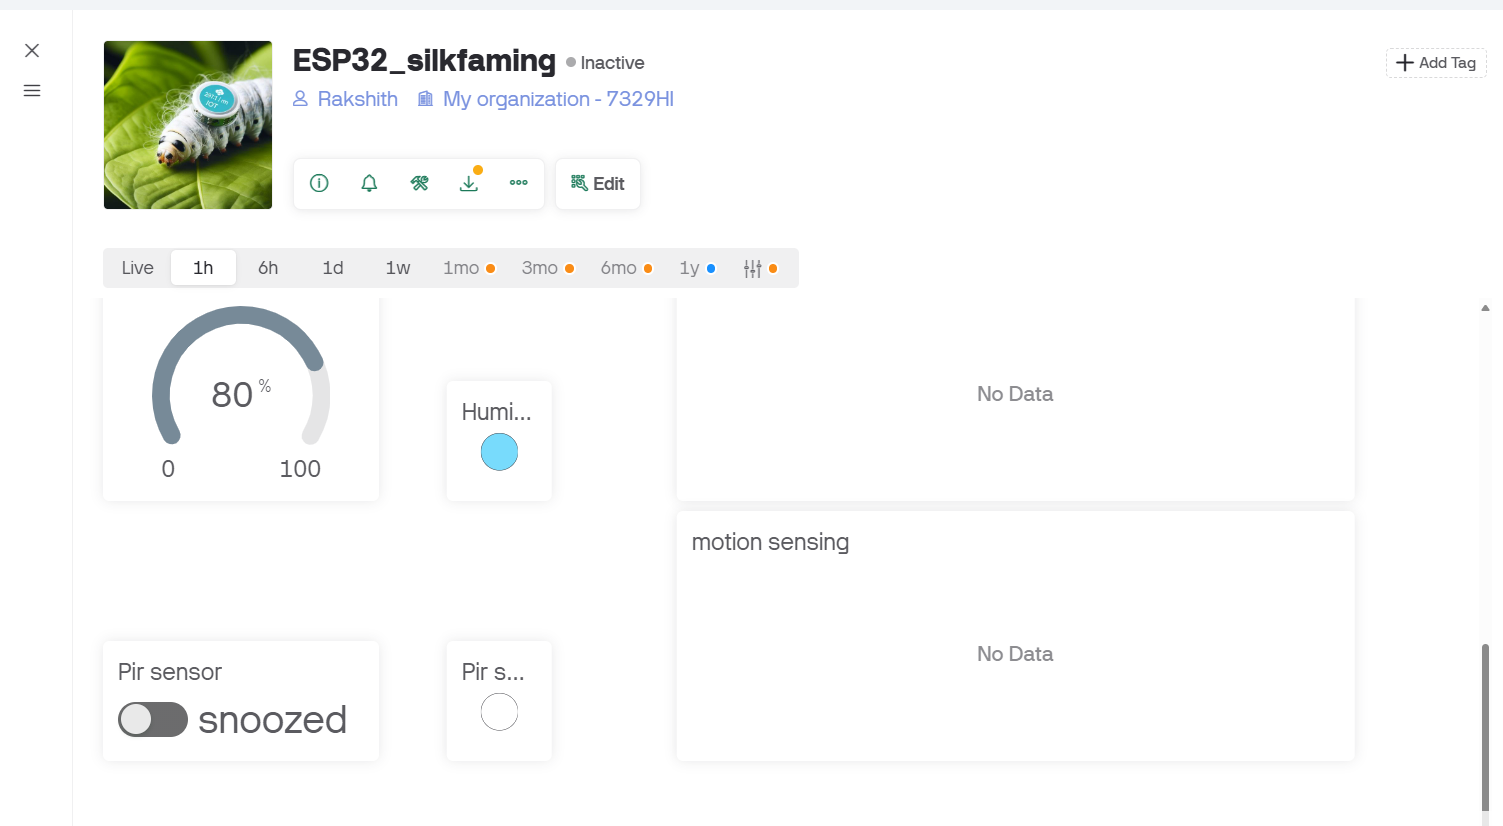 ESP32_silkfaming
Inactive
Add Tag
Rakshith
My organization - 7329HI
IOT
Edit
Live 1h 6h 1d 1w 1mo 3mo 6mo 1y
80 %
0 100
Humi...
No Data
motion sensing
No Data
Pir sensor
snoozed
Pir s...